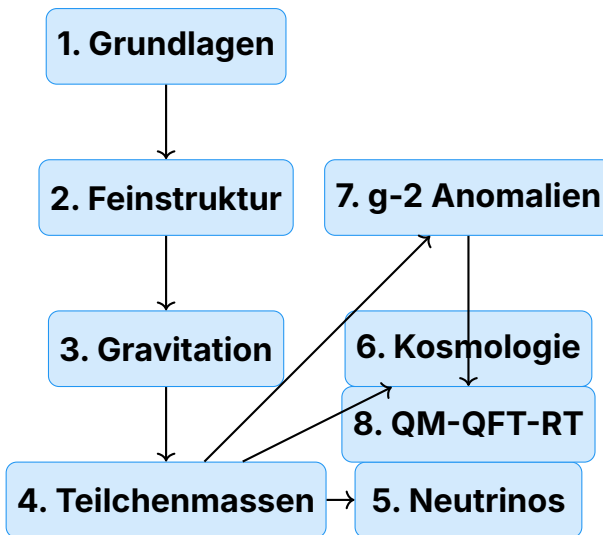 1. Grundlagen
2. Feinstruktur
7. g-2 Anomalien
3. Gravitation
6. Kosmologie
8. QM-QFT-RT
4. Teilchenmassen
5. Neutrinos